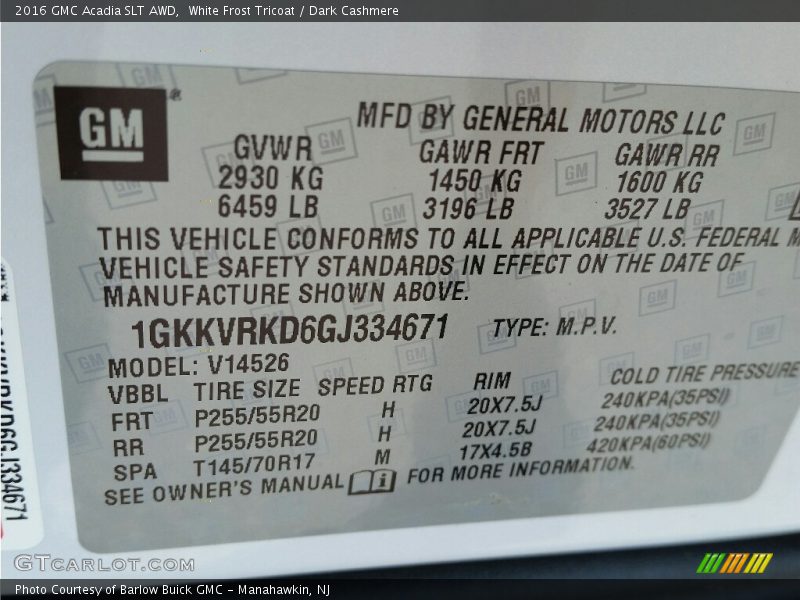 2016 GMC Acadia SLT AWD,  White Frost Tricoat / Dark Cashmere
GM
MFD BY GENERAL MOTORS LLC
GVWR GAWR FRT GAWR RR
2930 KG 1450 KG 1600 KG
6459 LB 3196 LB 3527 LB
THIS VEHICLE CONFORMS TO ALL APPLICABLE U.S. FEDERAL
VEHICLE SAFETY STANDARDS IN EFFECT ON THE DATE OF
MANUFACTURE SHOWN ABOVE.
1GKKVRKD6GJ334671 TYPE: M.P.V.
MODEL: V14526
VBBL TIRE SIZE SPEED RTG RIM COLD TIRE PRESSURE
FRT P255/55R20 H 20X7.5J 240KPA(35PSI)
RR P255/55R20 H 20X7.5J 240KPA(35PSI)
SPA T145/70R17 M 17X4.5B 420KPA(60PSI)
SEE OWNER'S MANUAL FOR MORE INFORMATION.
GTCARLOT.COM
Photo Courtesy of Barlow Buick GMC – Manahawkin, NJ